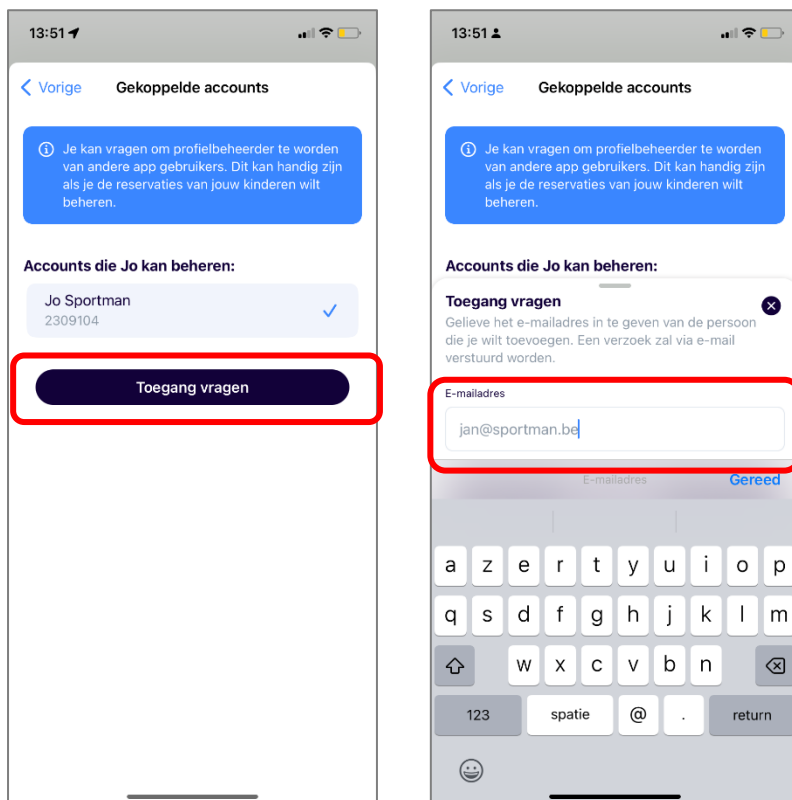 13:51
Vorige
Gekoppelde accounts
Je kan vragen om profielbeheerder te worden
van andere app gebruikers. Dit kan handig zijn
als je de reservaties van jouw kinderen wilt
beheren.
Accounts die Jo kan beheren:
Jo Sportman
2309104
Toegang vragen
13:51
Vorige
Gekoppelde accounts
Je kan vragen om profielbeheerder te worden
van andere app gebruikers. Dit kan handig zijn
als je de reservaties van jouw kinderen wilt
beheren.
Accounts die Jo kan beheren:
Toegang vragen
Gelieve het e-mailadres in te geven van de persoon
die je wilt toevoegen. Een verzoek zal via e-mail
verstuurd worden.
E-mailadres
jan@sportman.be
E-mailadres
Gereed
a z e r t y u i o p
q s d f g h j k l m
w x c v b n
123 spatie @ . return